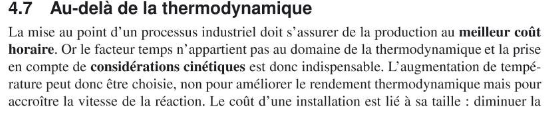 4.7 Au-delà de la thermodynamique
La mise au point d'un processus industriel doit s'assurer de la production au meilleur coût
horaire. Or le facteur temps n'appartient pas au domaine de la thermodynamique et la prise
en compte de considérations cinétiques est donc indispensable. L'augmentation de tempé-
rature peut donc être choisie, non pour améliorer le rendement thermodynamique mais pour
accroître la vitesse de la réaction. Le coût d'une installation est lié à sa taille : diminuer la